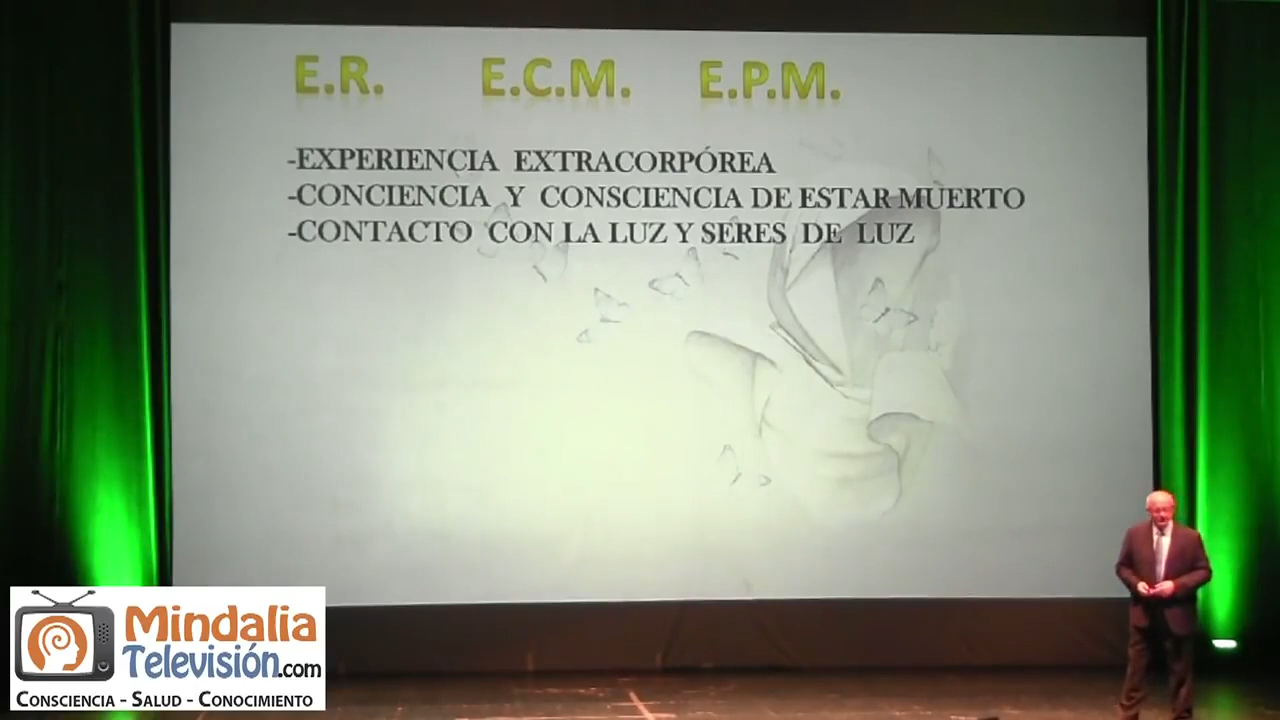 E.R. E.C.M. E.P.M.
-EXPERIENCIA EXTRACORPÓREA
-CONCIENCIA Y CONSCIENCIA DE ESTAR MUERTO
-CONTACTO CON LA LUZ Y SERES DE LUZ
Mindalia
Televisión.com
CONSCIENCIA - SALUD - CONOCIMIENTO